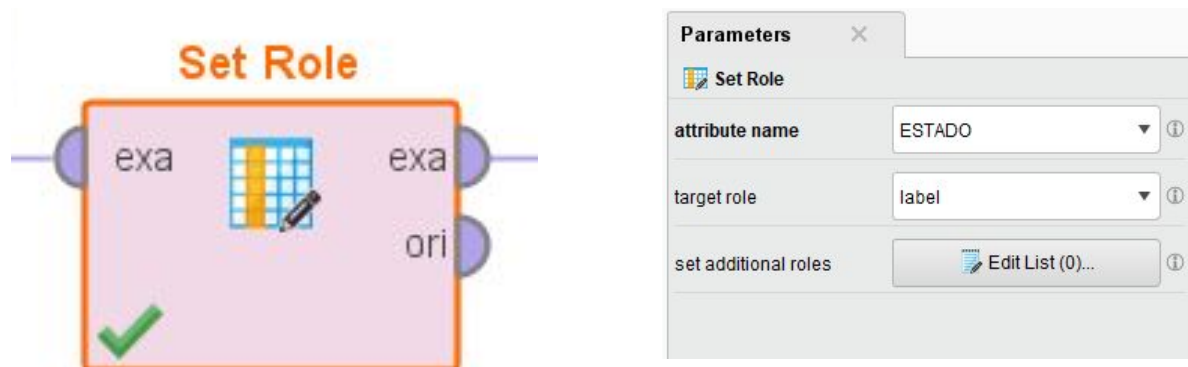 Set Role
exa
exa
ori
Parameters
Set Role
attribute name
ESTADO
target role
label
set additional roles
Edit List (0)...